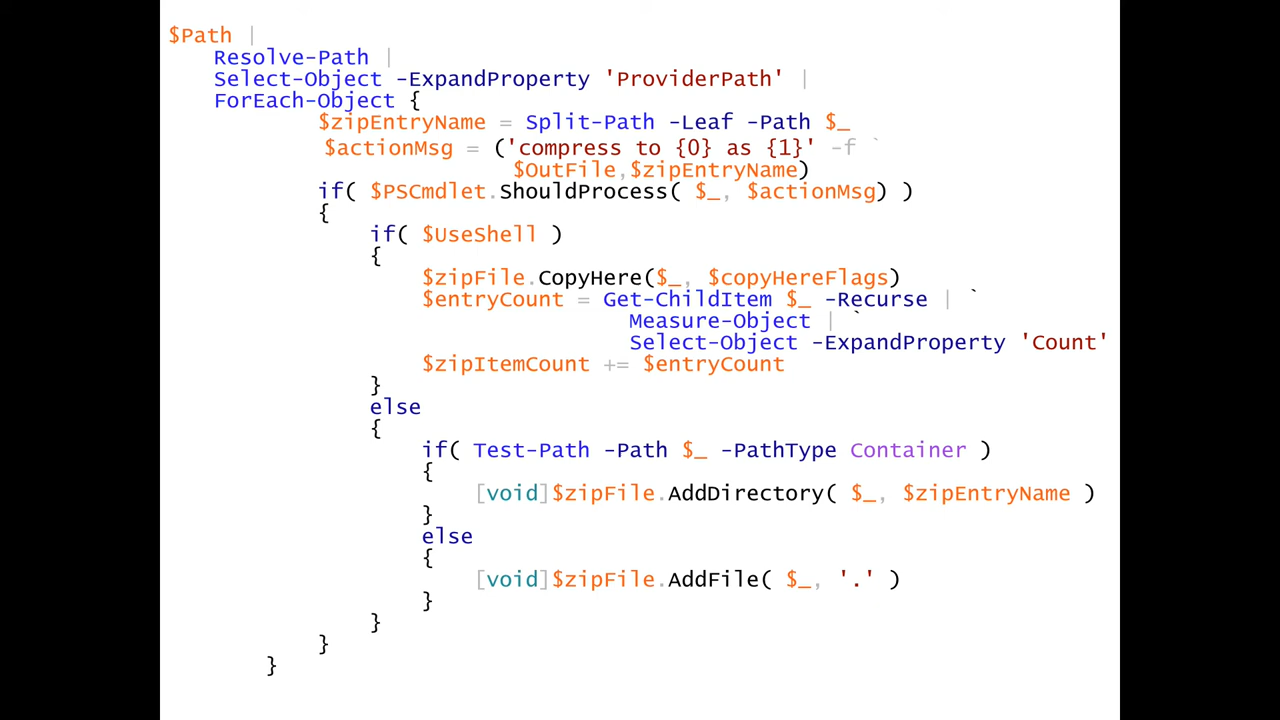 $Path |
Resolve-Path |
Select-Object -ExpandProperty 'ProviderPath' |
ForEach-Object {
$zipEntryName = Split-Path -Leaf -Path $_
$actionMsg = ('compress to {0} as {1}' -f `
$OutFile,$zipEntryName)
if( $PSCmdlet.ShouldProcess( $_, $actionMsg) )
{
if( $UseShell )
{
$zipFile.CopyHere($_, $copyHereFlags)
$entryCount = Get-ChildItem $_ -Recurse | `
Measure-Object | `
Select-Object -ExpandProperty 'Count'
$zipItemCount += $entryCount
}
else
{
if( Test-Path -Path $_ -PathType Container )
{
[void]$zipFile.AddDirectory( $_, $zipEntryName )
}
else
{
[void]$zipFile.AddFile( $_, '.' )
}
}
}
}